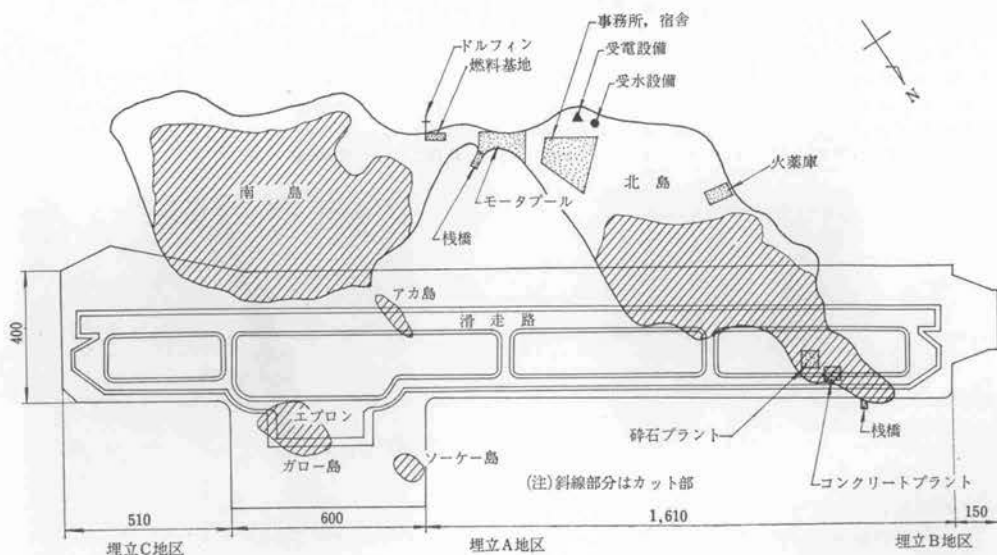 事務所，宿舎
ドルフィン
受電設備
燃料基地
受水設備
N
火薬庫
南島
北島
モータプール
桟橋
アカ島
滑走路
400
エプロン
ガロー島
ソーケー島
砕石プラント
桟橋
(注)斜線部分はカット部
コンクリートプラント
510
600
1,610
150
埋立C地区
埋立A地区
埋立B地区